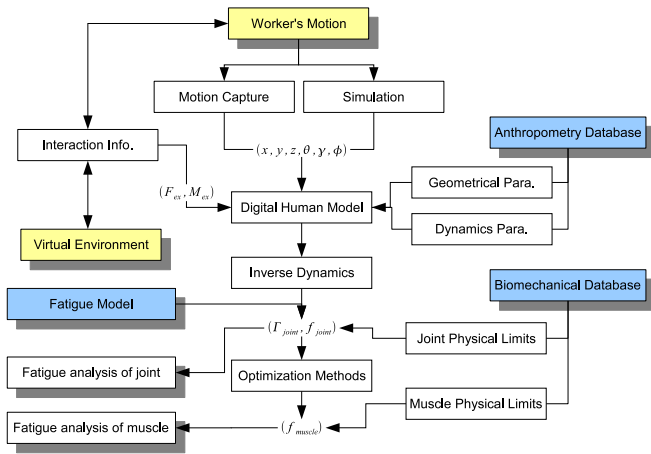 Worker's Motion
Motion Capture
Simulation
Interaction Info.
(x, y, z, θ, γ, ϕ)
Anthropometry Database
Geometrical Para.
(F_ex, M_ex)
Digital Human Model
Dynamics Para.
Virtual Environment
Inverse Dynamics
Biomechanical Database
Fatigue Model
(Γ_joint, f_joint)
Joint Physical Limits
Fatigue analysis of joint
Optimization Methods
Muscle Physical Limits
Fatigue analysis of muscle
(f_muscle)